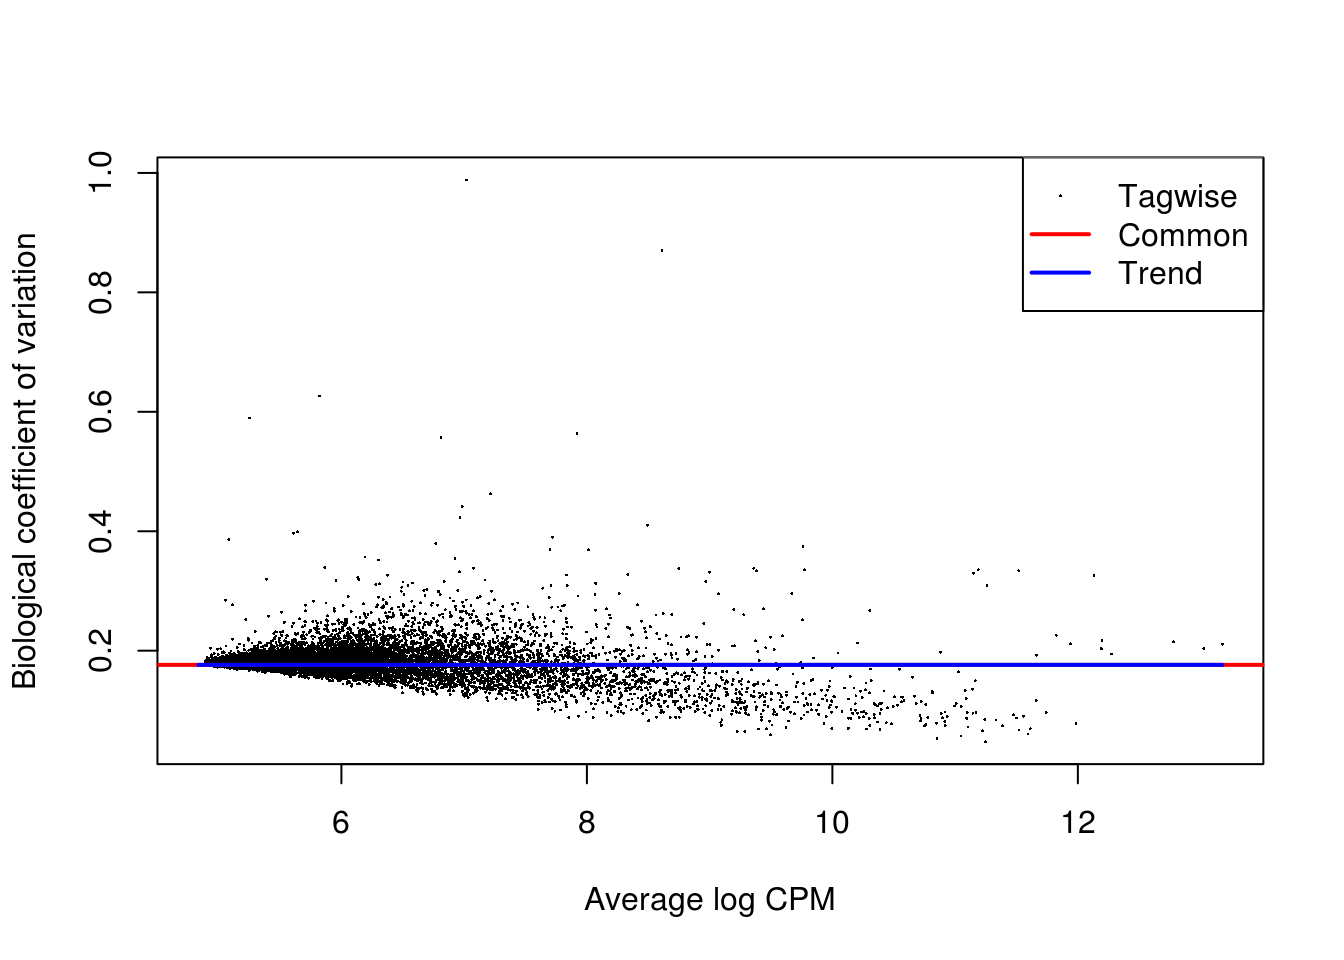 Tagwise
Common
Trend
Biological coefficient of variation
1.0
0.8
0.6
0.4
0.2
6 8 10 12
Average log CPM